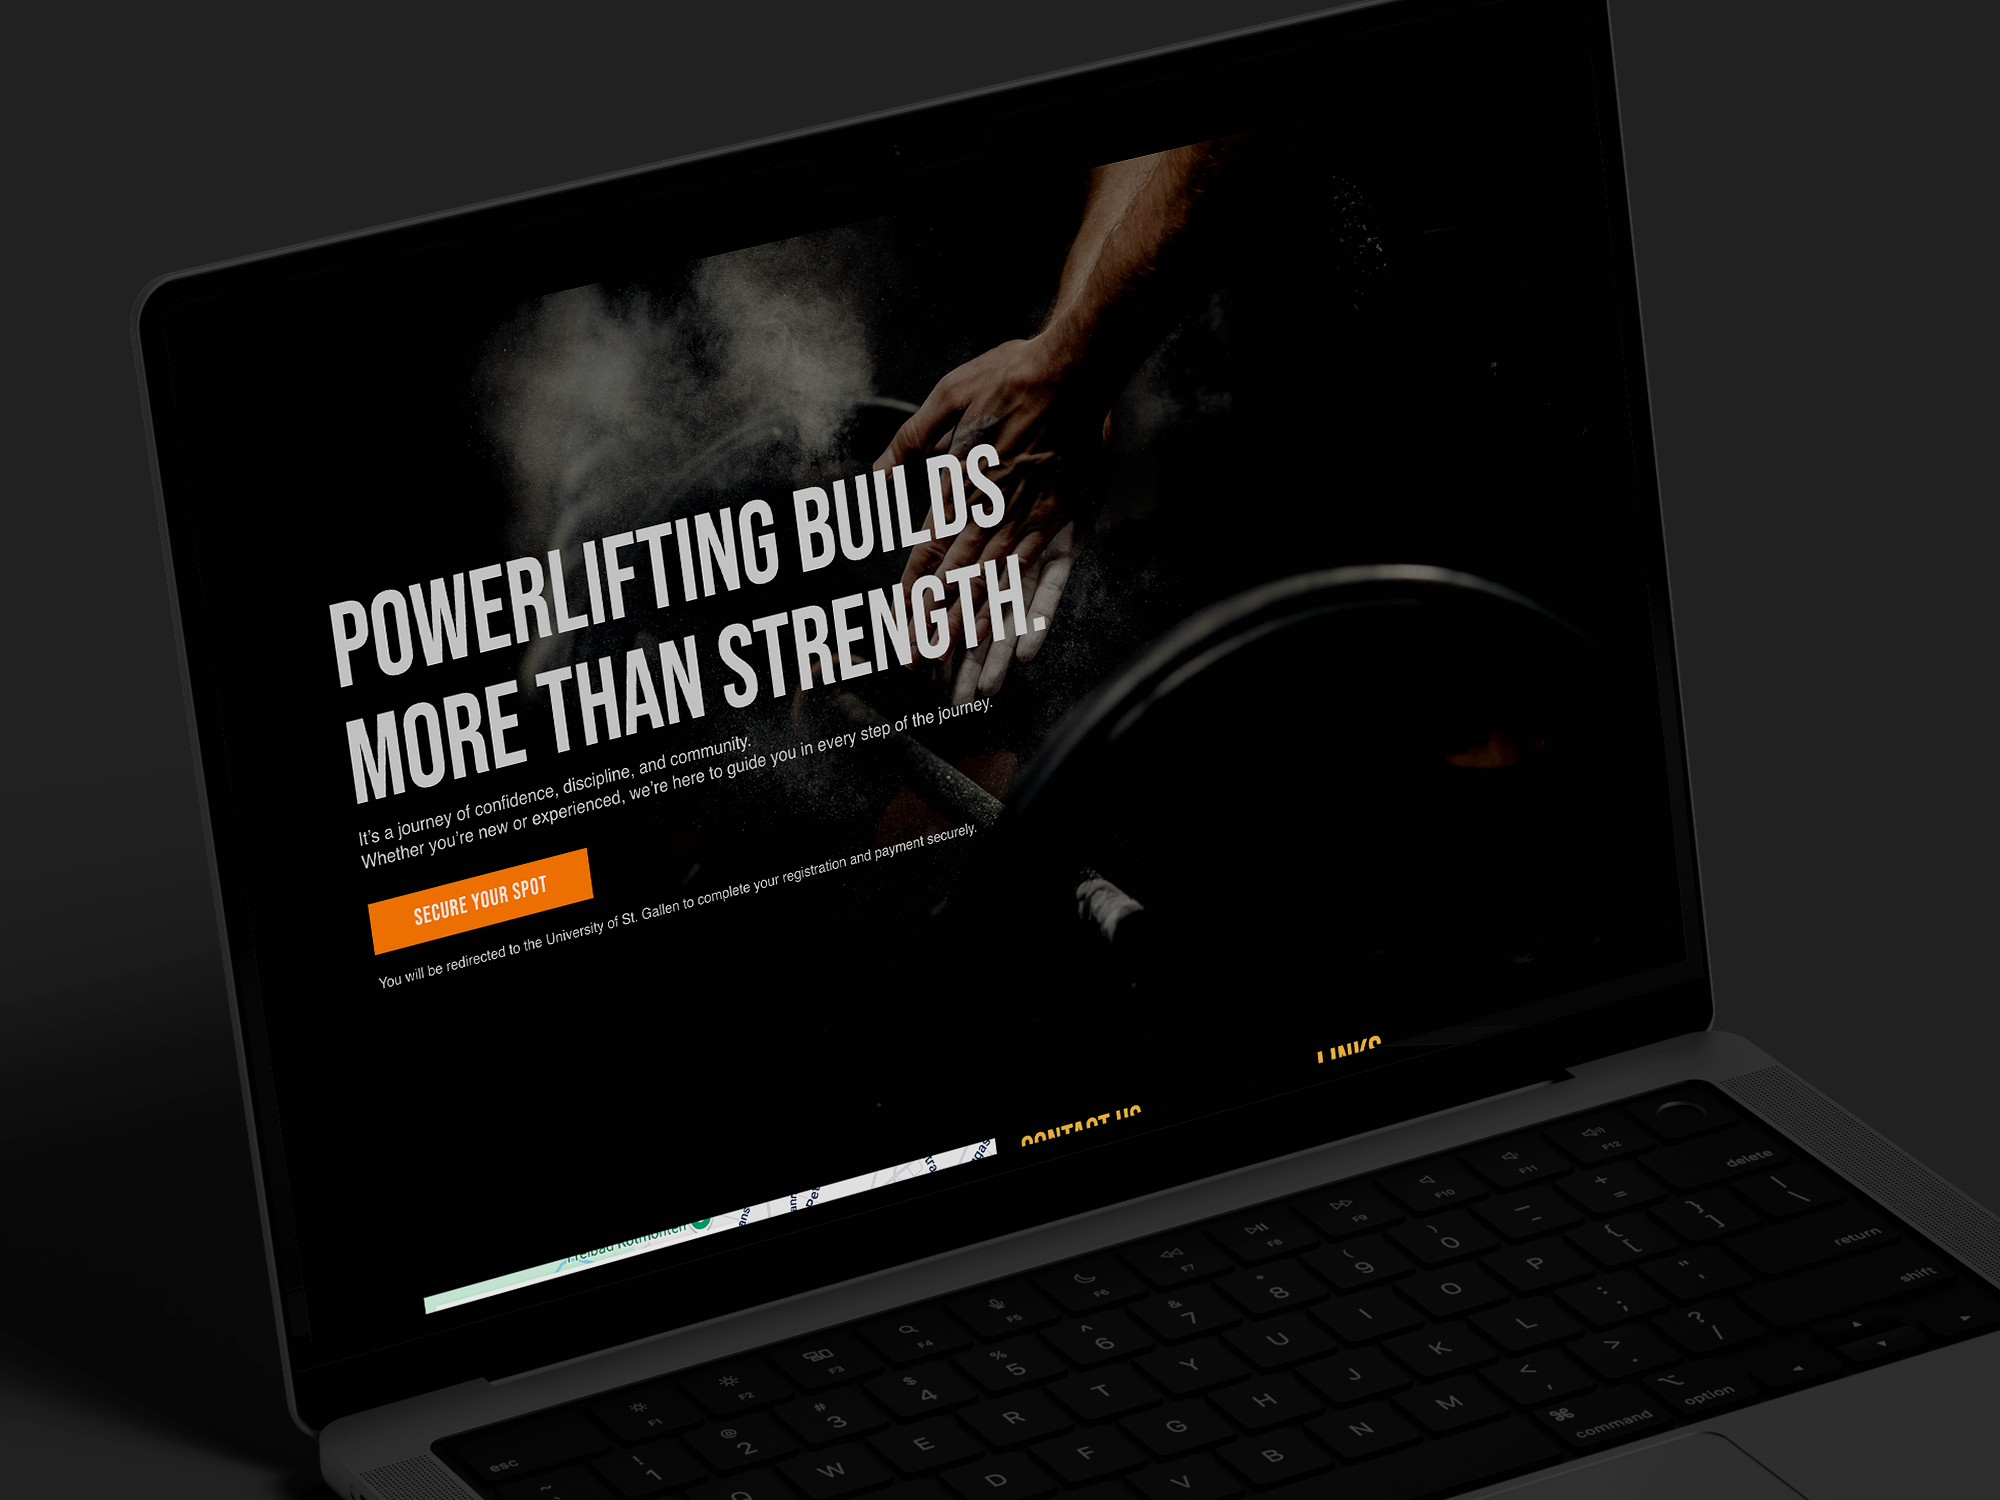 POWERLIFTING BUILDS
MORE THAN STRENGTH.
It's a journey of confidence, discipline, and community.
Whether you're new or experienced, we're here to guide you in every step of the journey.
SECURE YOUR SPOT
You will be redirected to the University of St. Gallen to complete your registration and payment securely.
LINKS
CONTACT US
Freibad Rotmonten
esc
F1
F2
F3
F4
F5
F6
F7
F8
F9
F10
F11
F12
~
! 1
@ 2
# 3
$ 4
% 5
^ 6
& 7
* 8
( 9
) 0
— –
+ =
delete
Q
W
E
R
T
Y
U
I
O
P
{ [
} ]
| \
D
F
G
H
J
K
L
: ;
" '
return
V
B
N
M
< ,
> .
? /
shift
⌘ command
⌥ option